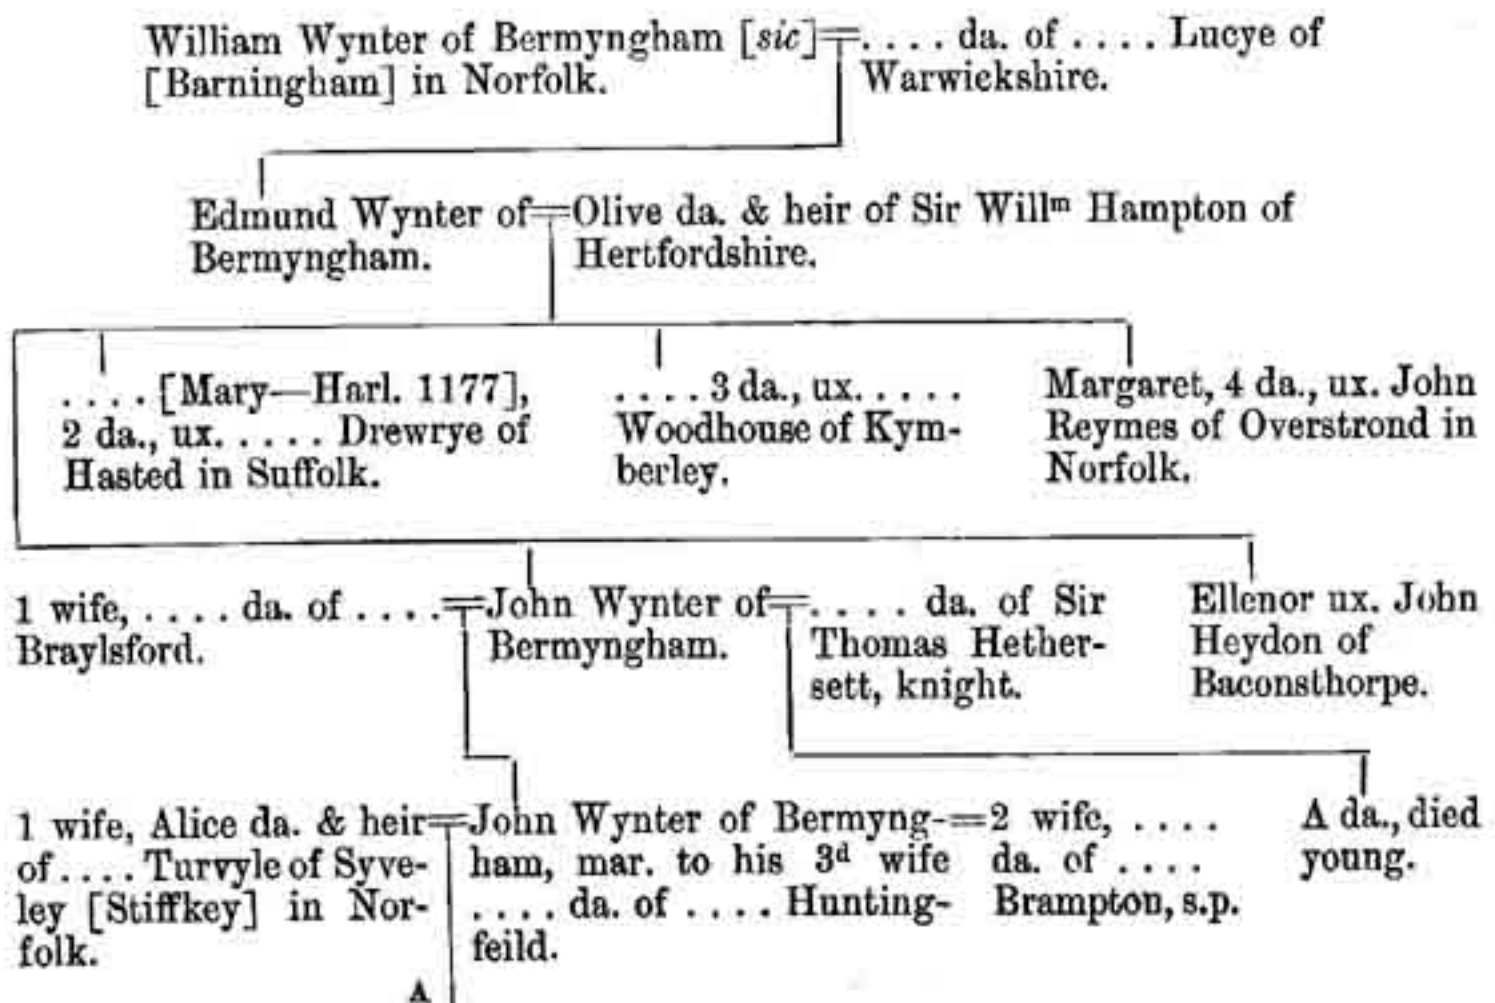 William Wynter of Bermyngham [sic]=.... da. of .... Lucye of
[Barningham] in Norfolk. Warwickshire.
Edmund Wynter of=Olive da. & heir of Sir Willᵐ Hampton of
Bermyngham. Hertfordshire.
.... [Mary—Harl. 1177],
2 da., ux..... Drewrye of
Hasted in Suffolk.
.... 3 da., ux.....
Woodhouse of Kym-
berley.
Margaret, 4 da., ux. John
Reymes of Overstrond in
Norfolk.
1 wife, .... da. of ....=
Braylsford.
John Wynter of=
Bermyngham.
.... da. of Sir
Thomas Hether-
sett, knight.
Ellenor ux. John
Heydon of
Baconsthorpe.
1 wife, Alice da. & heir=
of .... Turvyle of Syve-
ley [Stiffkey] in Nor-
folk.
John Wynter of Bermyng-=
ham, mar. to his 3ᵈ wife
.... da. of .... Hunting-
feild.
2 wife, ....
da. of ....
Brampton, s.p.
A da., died
young.
A